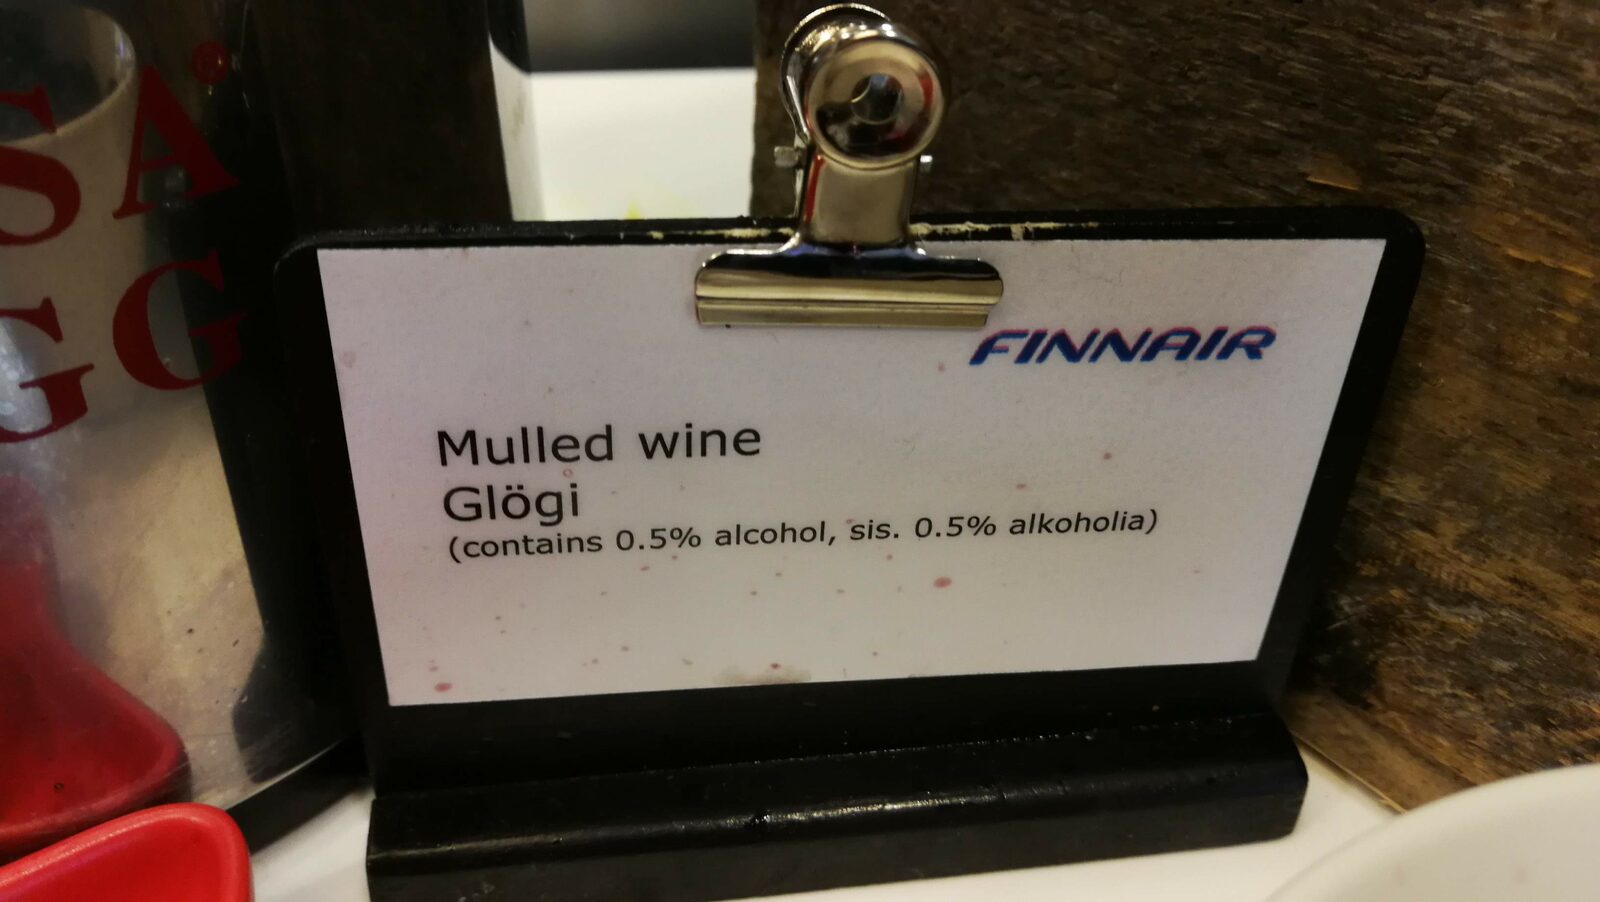 FINNAIR
Mulled wine
Glögi
(contains 0.5% alcohol, sis. 0.5% alkoholia)